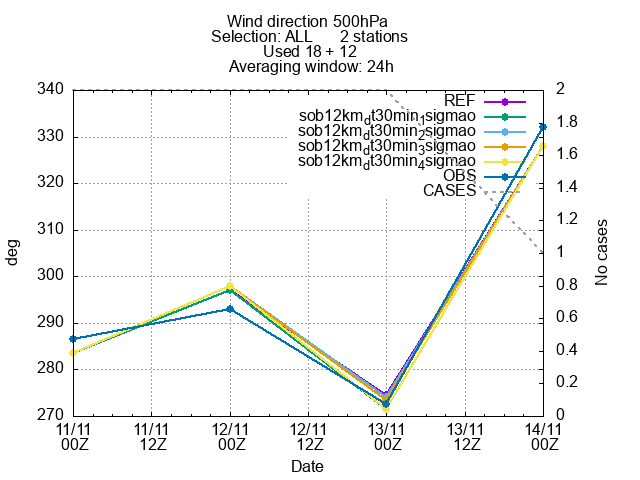 Wind direction 500hPa
Selection: ALL 2 stations
Used 18 + 12
Averaging window: 24h
340
330
320
310
300
290
280
270
deg
2
1.8
1.6
1.4
1.2
1
0.8
0.6
0.4
0.2
0
No cases
REF
sob12km_dt30min_1sigmao
sob12km_dt30min_2sigmao
sob12km_dt30min_3sigmao
sob12km_dt30min_4sigmao
OBS
CASES
11/11 11/11 12/11 12/11 13/11 13/11 14/11
00Z 12Z 00Z 12Z 00Z 12Z 00Z
Date